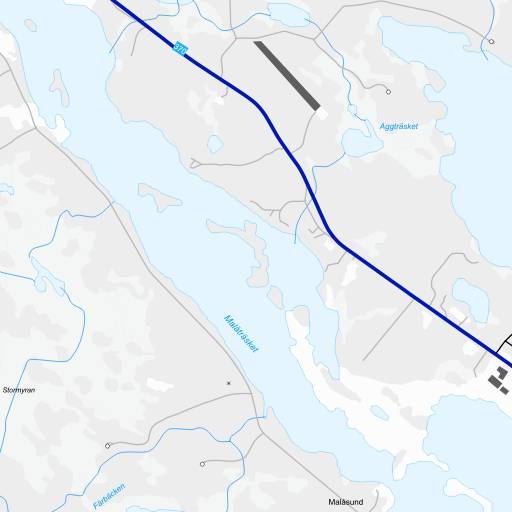 370
Aggträsket
Malåträsket
Stormyran
Färbäcken
Malåsund